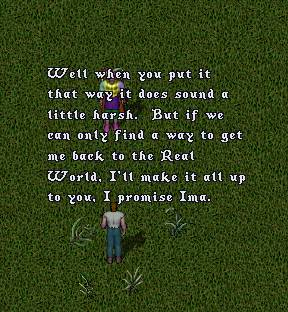 Well when you put it
that way it does sound a
little harsh.  But if we
can only find a way to get
me back to the Real
World, I'll make it all up
to you, I promise Ima.